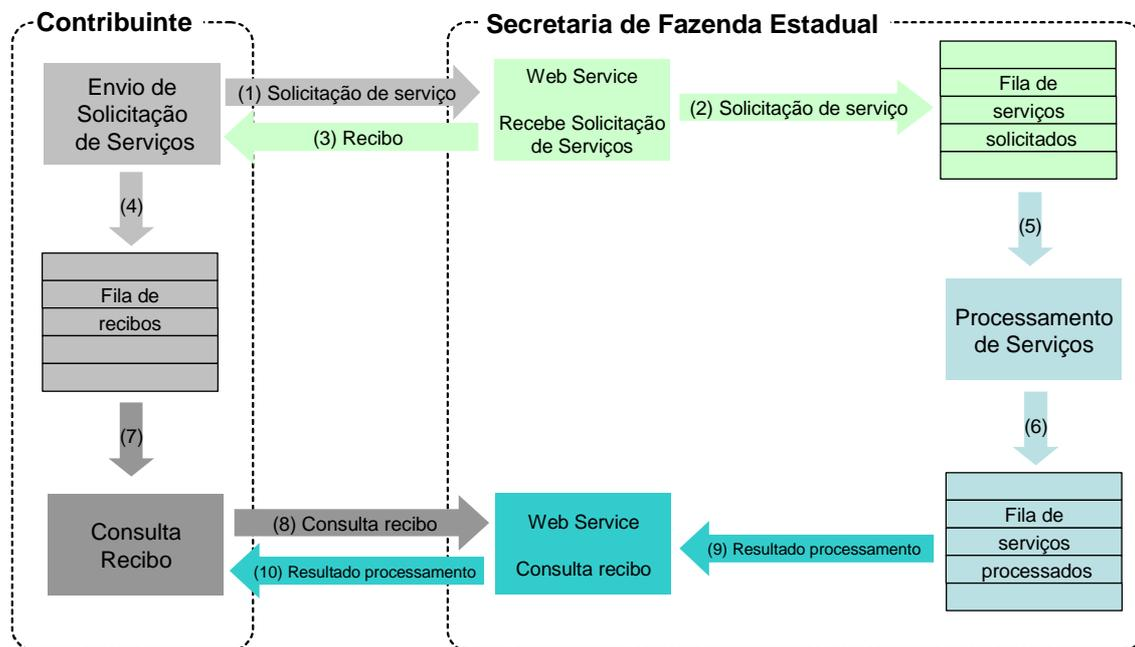 Contribuinte
Secretaria de Fazenda Estadual
Envio de
Solicitação
de Serviços
(1) Solicitação de serviço
(3) Recibo
Web Service
Recebe Solicitação
de Serviços
(2) Solicitação de serviço
Fila de
serviços
solicitados
(4)
(5)
Fila de
recibos
Processamento
de Serviços
(7)
(6)
Consulta
Recibo
(8) Consulta recibo
(10) Resultado processamento
Web Service
Consulta recibo
(9) Resultado processamento
Fila de
serviços
processados